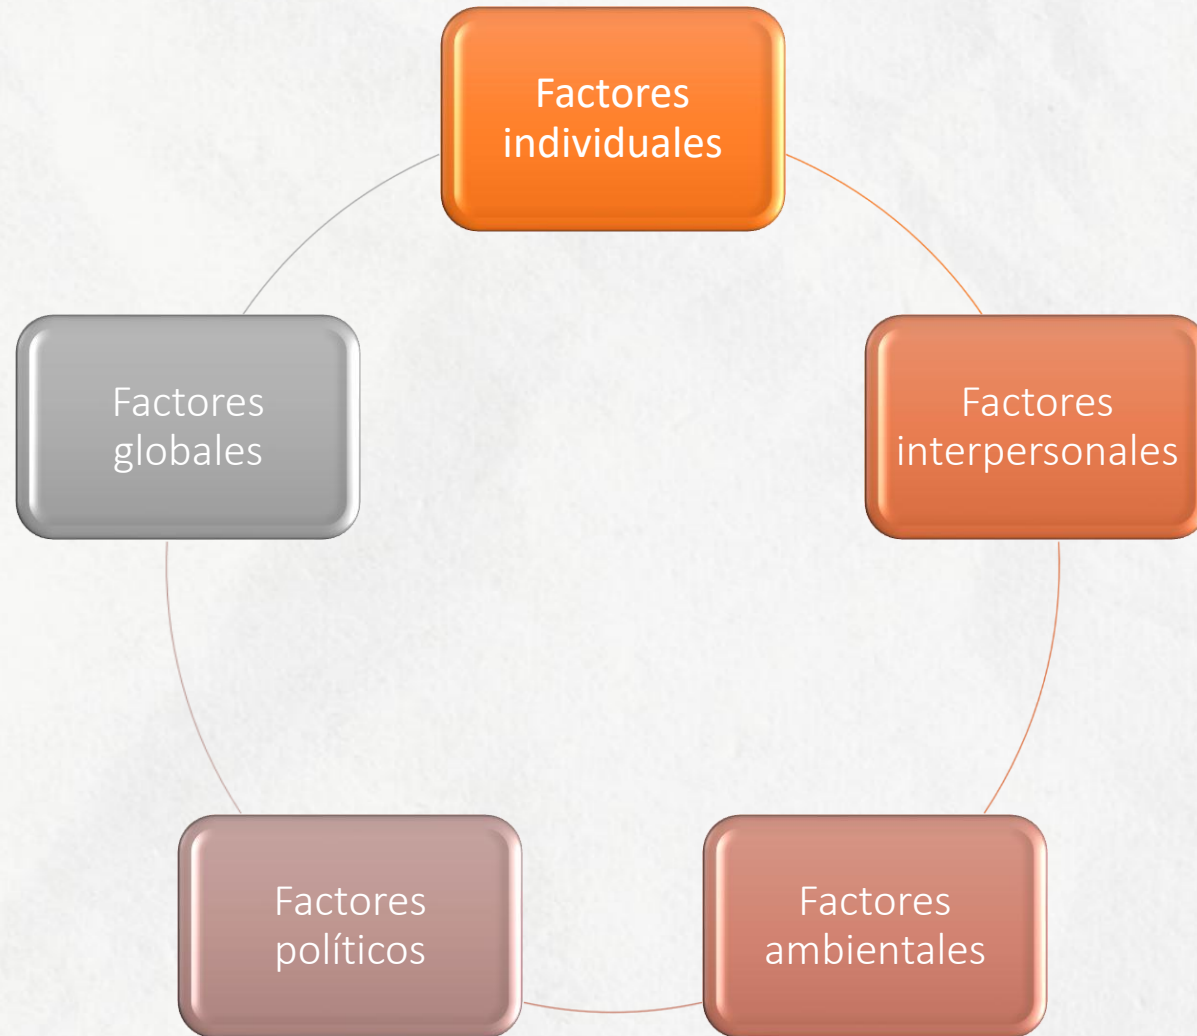 Factores
individuales
Factores
interpersonales
Factores
ambientales
Factores
políticos
Factores
globales